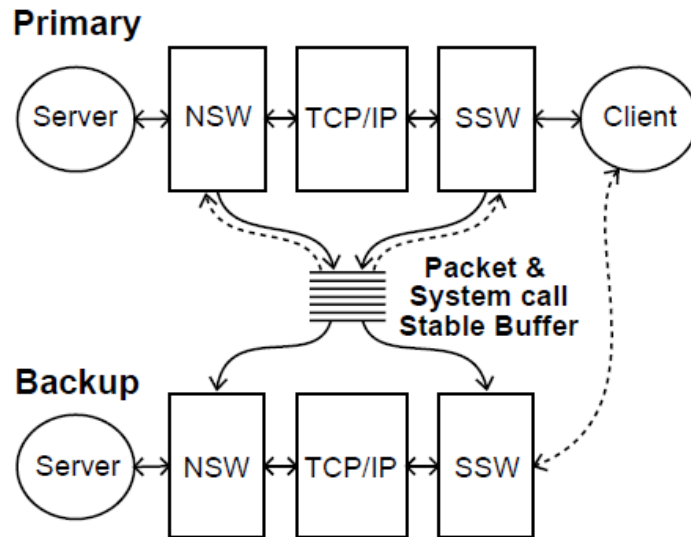 Primary
Server
NSW
TCP/IP
SSW
Client
Packet &
System call
Stable Buffer
Backup
Server
NSW
TCP/IP
SSW